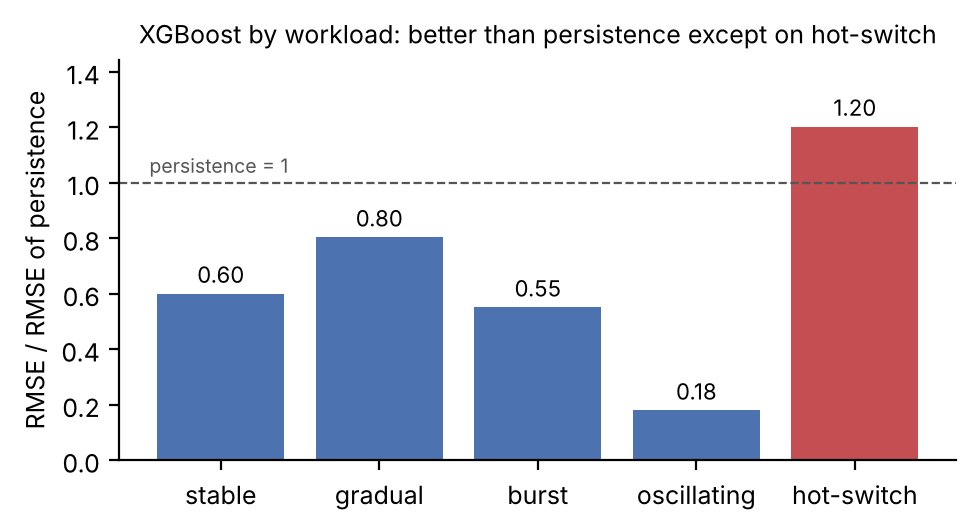 XGBoost by workload: better than persistence except on hot-switch
RMSE / RMSE of persistence
1.4
1.2
1.0
0.8
0.6
0.4
0.2
0.0
persistence = 1
0.60
0.80
0.55
0.18
1.20
stable
gradual
burst
oscillating
hot-switch